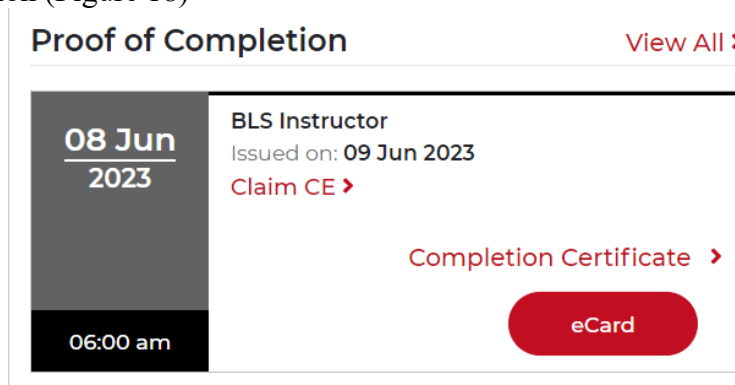 Proof of Completion
View All >
08 Jun
2023
06:00 am
BLS Instructor
Issued on: 09 Jun 2023
Claim CE >
Completion Certificate >
eCard